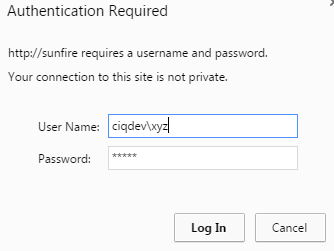 Authentication Required
http://sunfire requires a username and password.
Your connection to this site is not private.
User Name: ciqdev\xyz
Password: *****
Log In Cancel